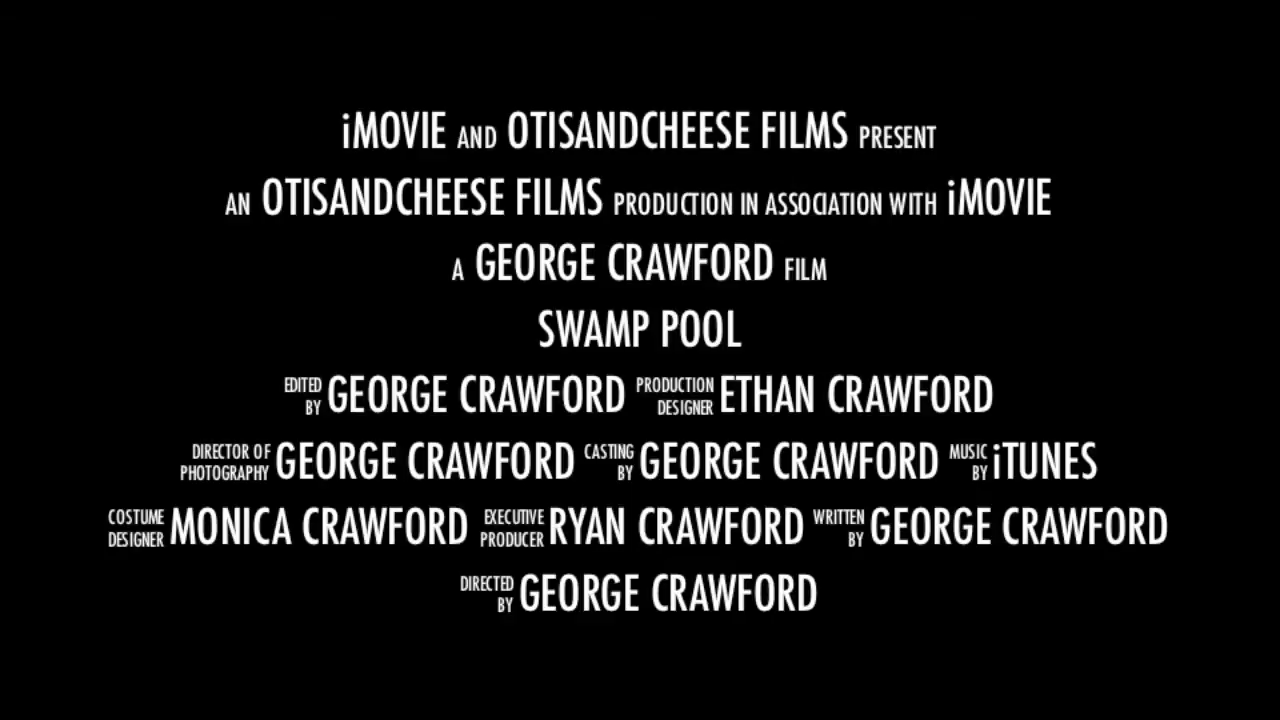 iMOVIE AND OTISANDCHEESE FILMS PRESENT
AN OTISANDCHEESE FILMS PRODUCTION IN ASSOCIATION WITH iMOVIE
A GEORGE CRAWFORD FILM
SWAMP POOL
EDITED BY GEORGE CRAWFORD PRODUCTION DESIGNER ETHAN CRAWFORD
DIRECTOR OF PHOTOGRAPHY GEORGE CRAWFORD CASTING BY GEORGE CRAWFORD MUSIC BY iTUNES
COSTUME DESIGNER MONICA CRAWFORD EXECUTIVE PRODUCER RYAN CRAWFORD WRITTEN BY GEORGE CRAWFORD
DIRECTED BY GEORGE CRAWFORD